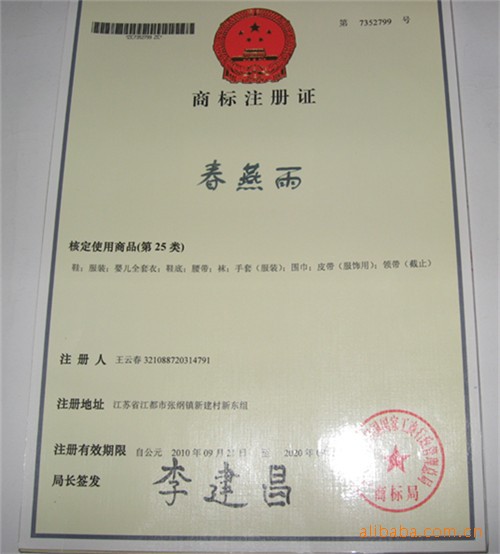 第 7352799 号
商标注册证
春燕雨
核定使用商品(第 25 类)
鞋；服装；婴儿全套衣；鞋底；腰带；袜；手套（服装）；围巾；皮带（服饰用）；领带（截止）
注 册 人 王云春 321088720314791
注册地址 江苏省江都市张纲镇新建村新东组
注册有效期限 自公元 2010 年 09 月 至 2020 年
局长签发 李建昌
商标局
alibaba.com.cn